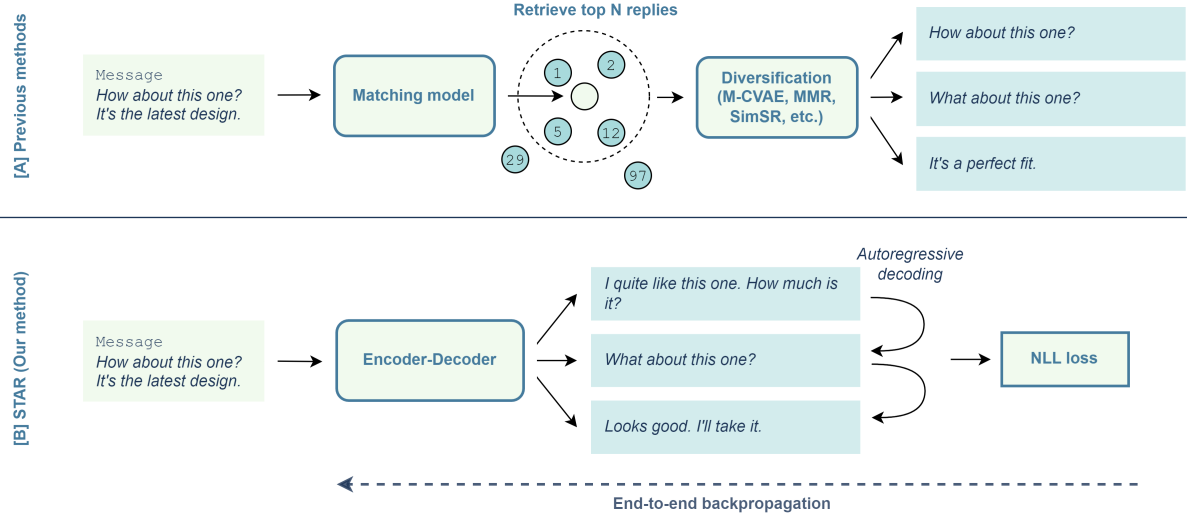 [A] Previous methods
Message
How about this one?
It's the latest design.
Matching model
Retrieve top N replies
1
2
5
12
29
97
Diversification
(M-CVAE, MMR,
SimSR, etc.)
How about this one?
What about this one?
It's a perfect fit.
[B] STAR (Our method)
Message
How about this one?
It's the latest design.
Encoder-Decoder
I quite like this one. How much is
it?
What about this one?
Looks good. I'll take it.
Autoregressive
decoding
NLL loss
End-to-end backpropagation